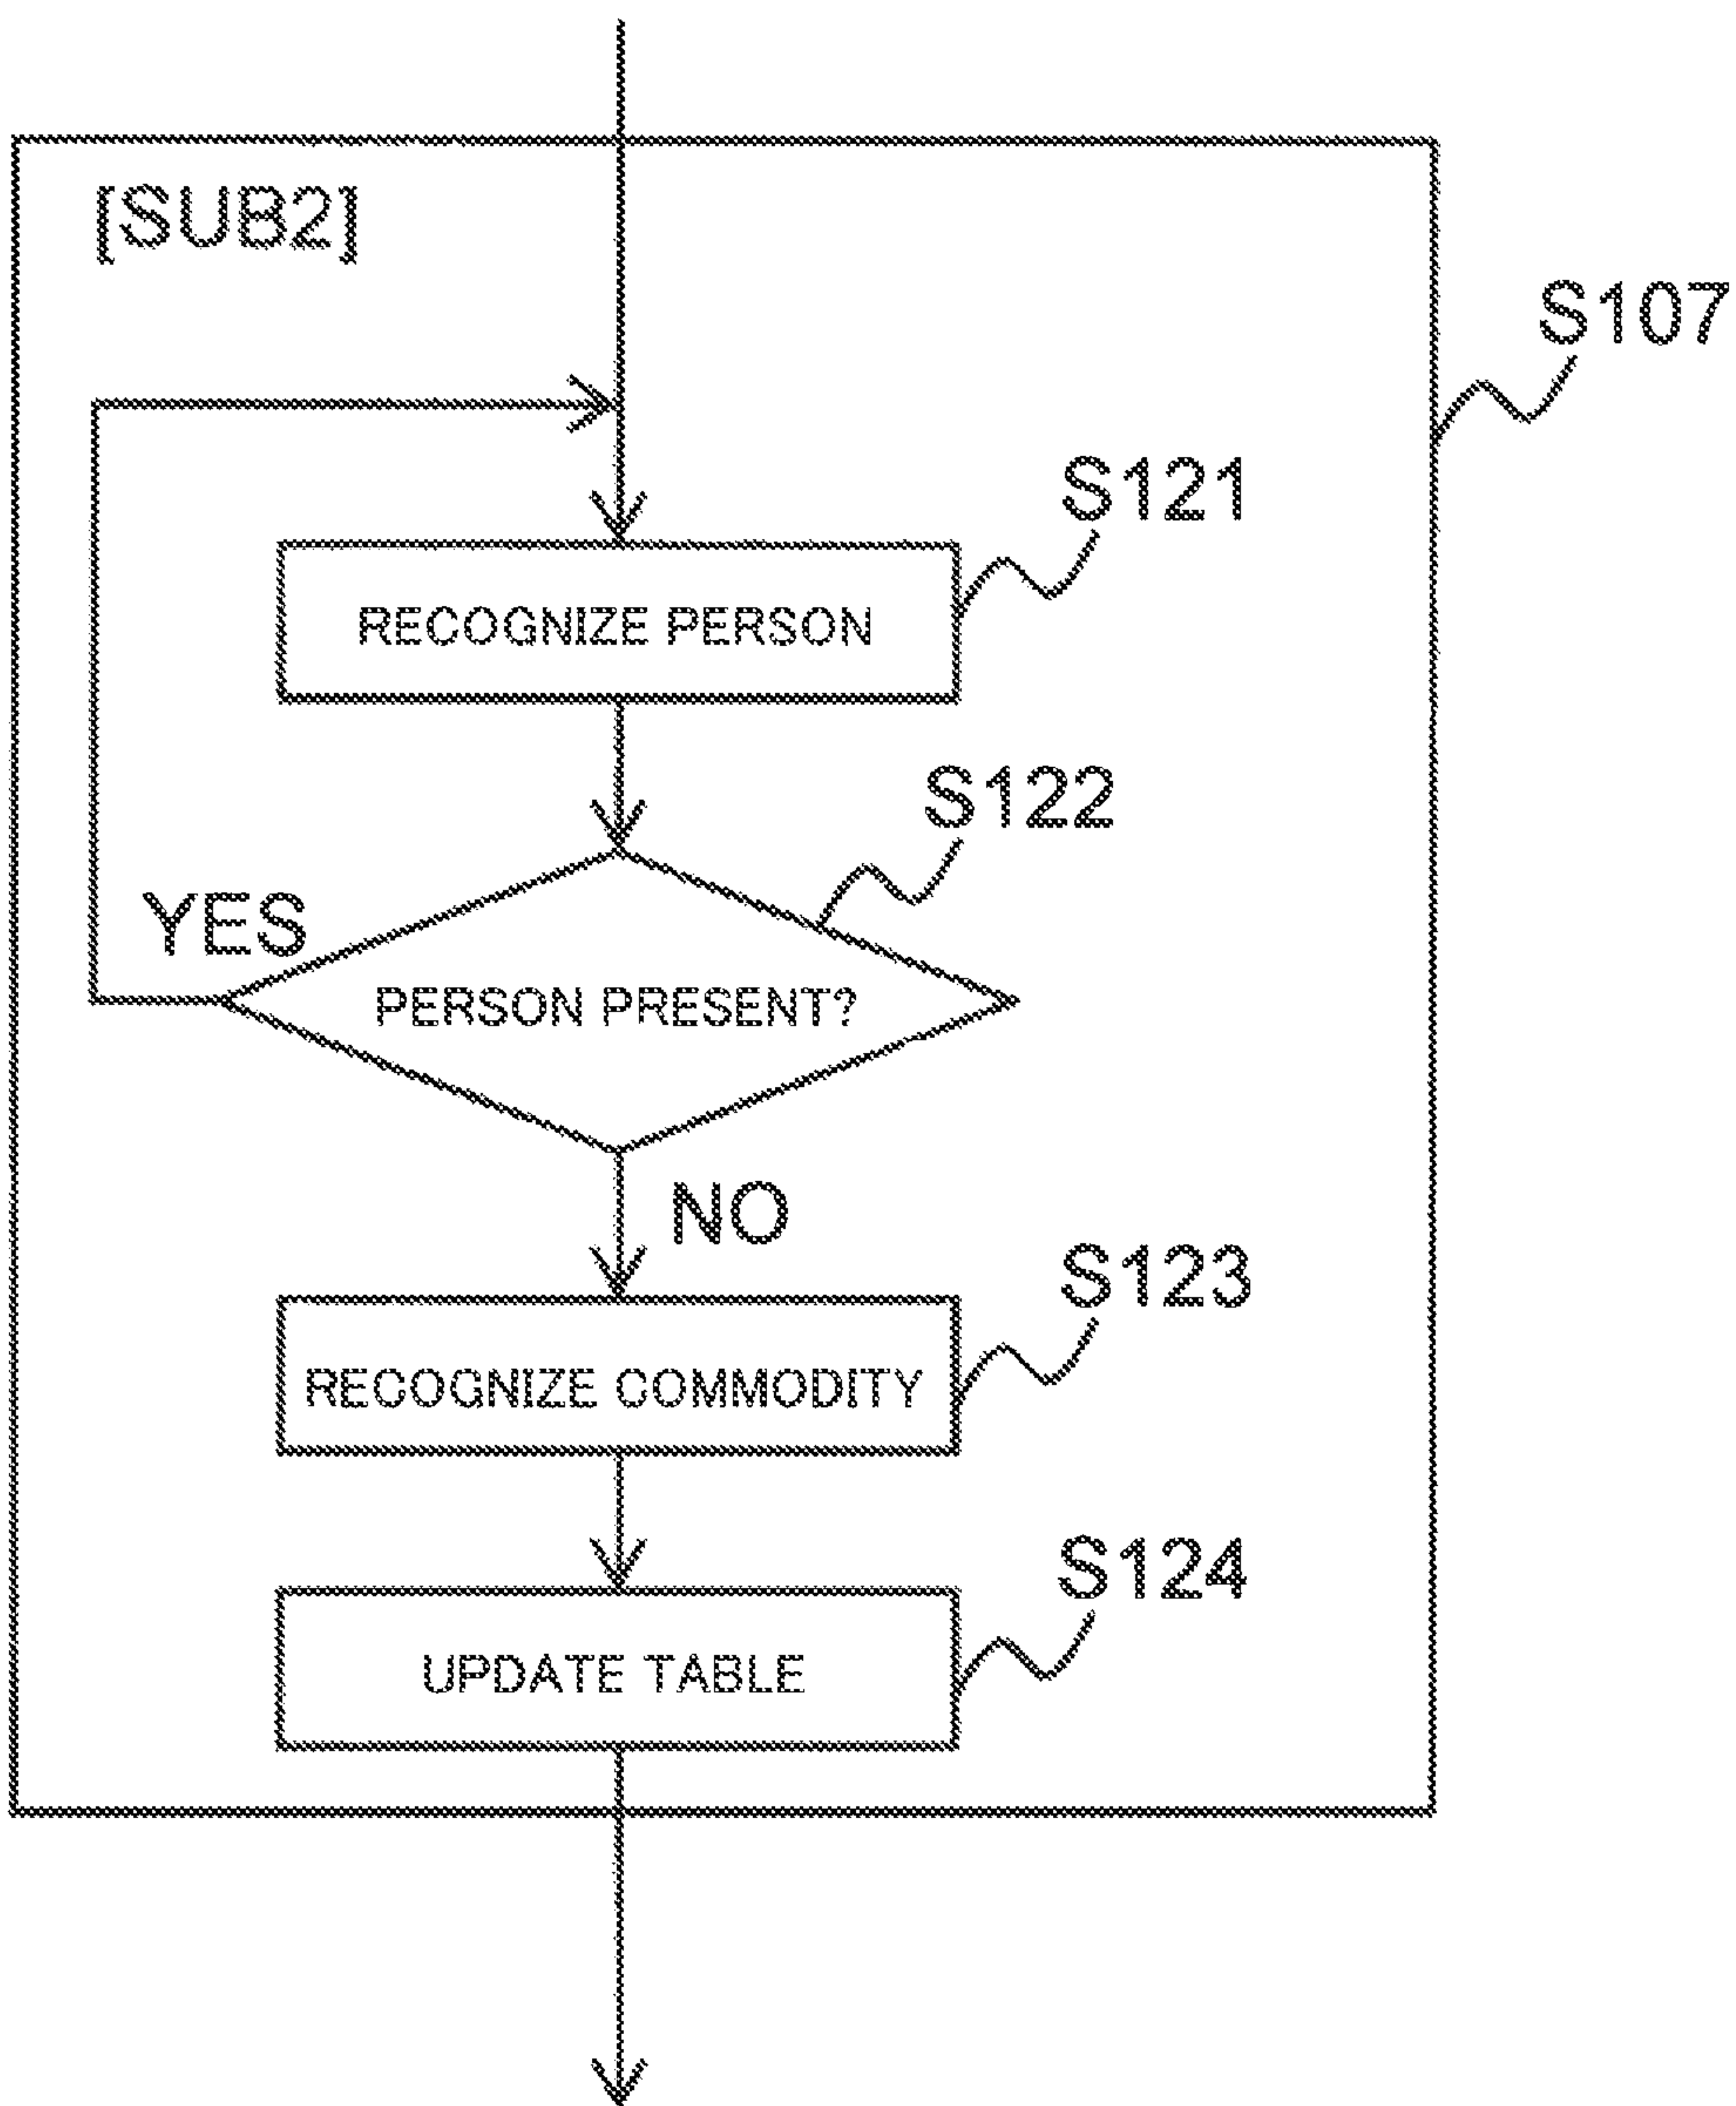 [SUB2]
S107
S121
RECOGNIZE PERSON
S122
YES
PERSON PRESENT?
NO
S123
RECOGNIZE COMMODITY
S124
UPDATE TABLE